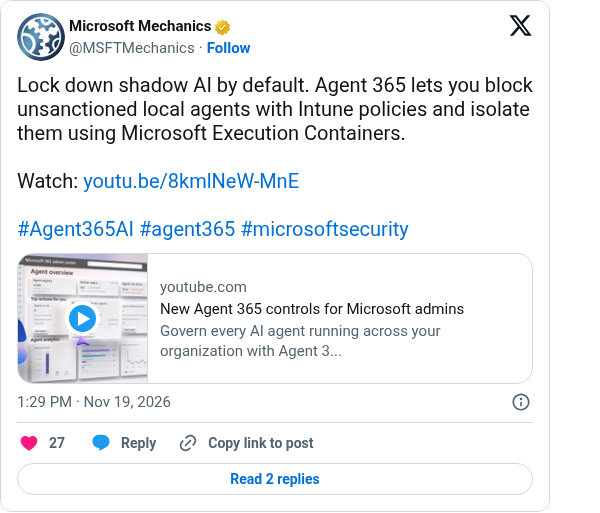 Microsoft Mechanics
@MSFTMechanics · Follow
Lock down shadow AI by default. Agent 365 lets you block
unsanctioned local agents with Intune policies and isolate
them using Microsoft Execution Containers.
Watch: youtu.be/8kmlNeW-MnE
#Agent365AI #agent365 #microsoftsecurity
Agent overview
youtube.com
New Agent 365 controls for Microsoft admins
Govern every AI agent running across your
organization with Agent 3...
1:29 PM · Nov 19, 2026
27 Reply Copy link to post
Read 2 replies